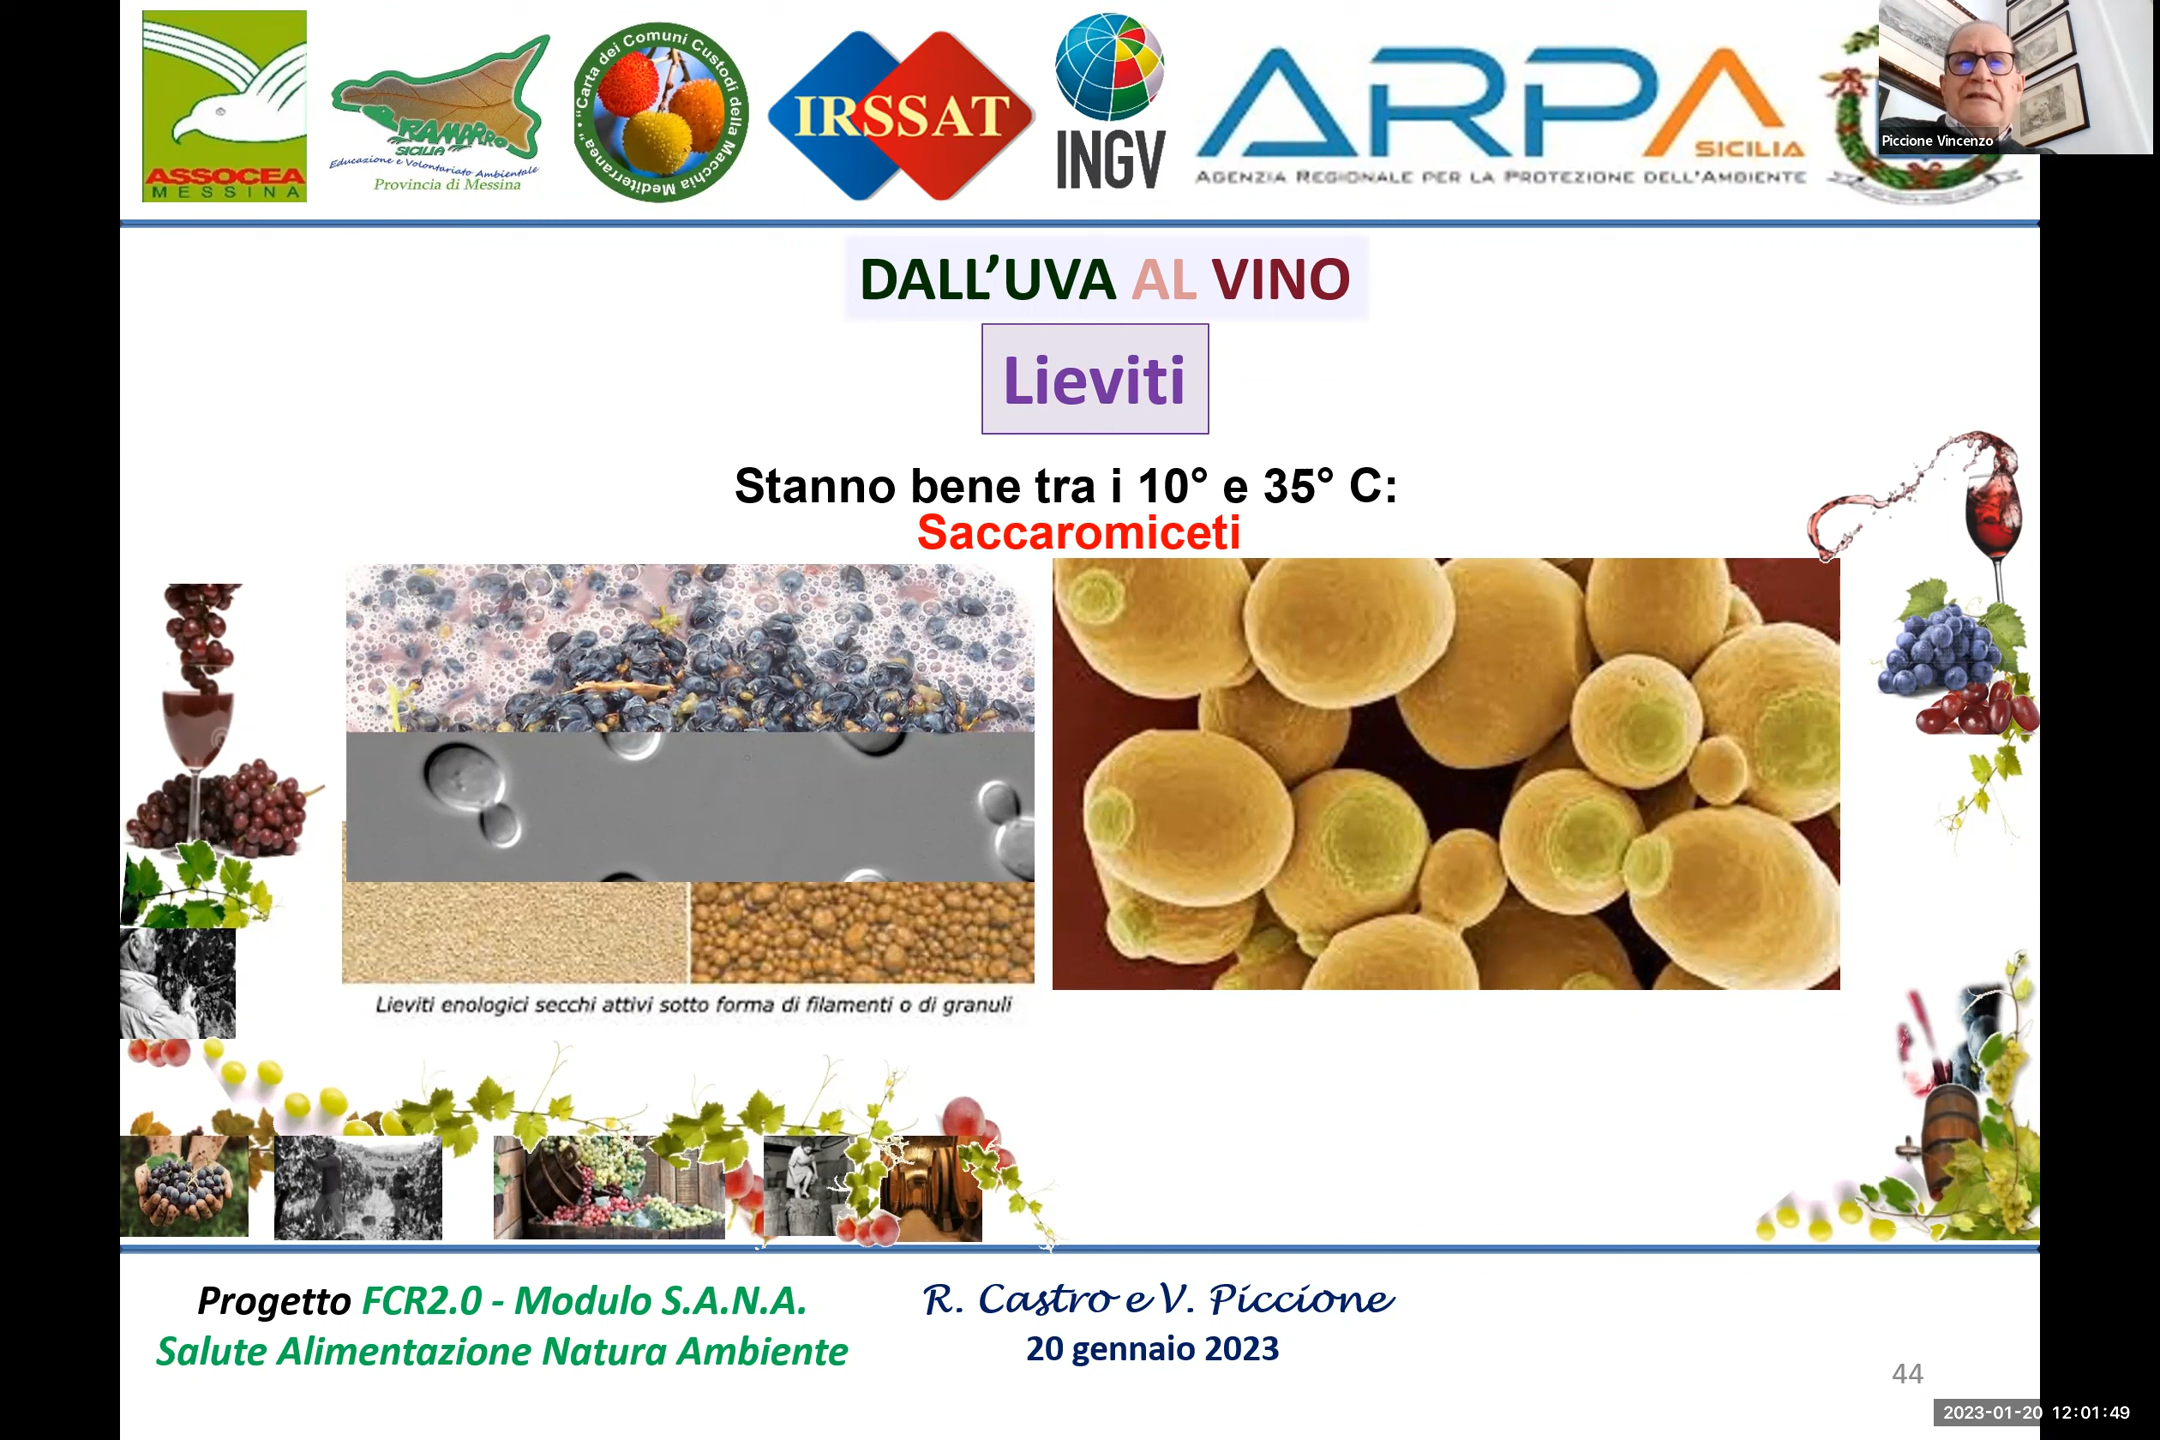 ASSOCEA
MESSINA
RAMARRO
SICILIA
Educazione e Volontariato Ambientale
Provincia di Messina
"Carta dei Comuni Custodi della Macchia Mediterranea"
IRSSAT
INGV
ARPA
SICILIA
AGENZIA REGIONALE PER LA PROTEZIONE DELL'AMBIENTE
Piccione Vincenzo
DALL'UVA AL VINO
Lieviti
Stanno bene tra i 10° e 35° C:
Saccaromiceti
Lieviti enologici secchi attivi sotto forma di filamenti o di granuli
Progetto FCR2.0 - Modulo S.A.N.A.
Salute Alimentazione Natura Ambiente
R. Castro e V. Piccione
20 gennaio 2023
44
2023-01-20 12:01:49